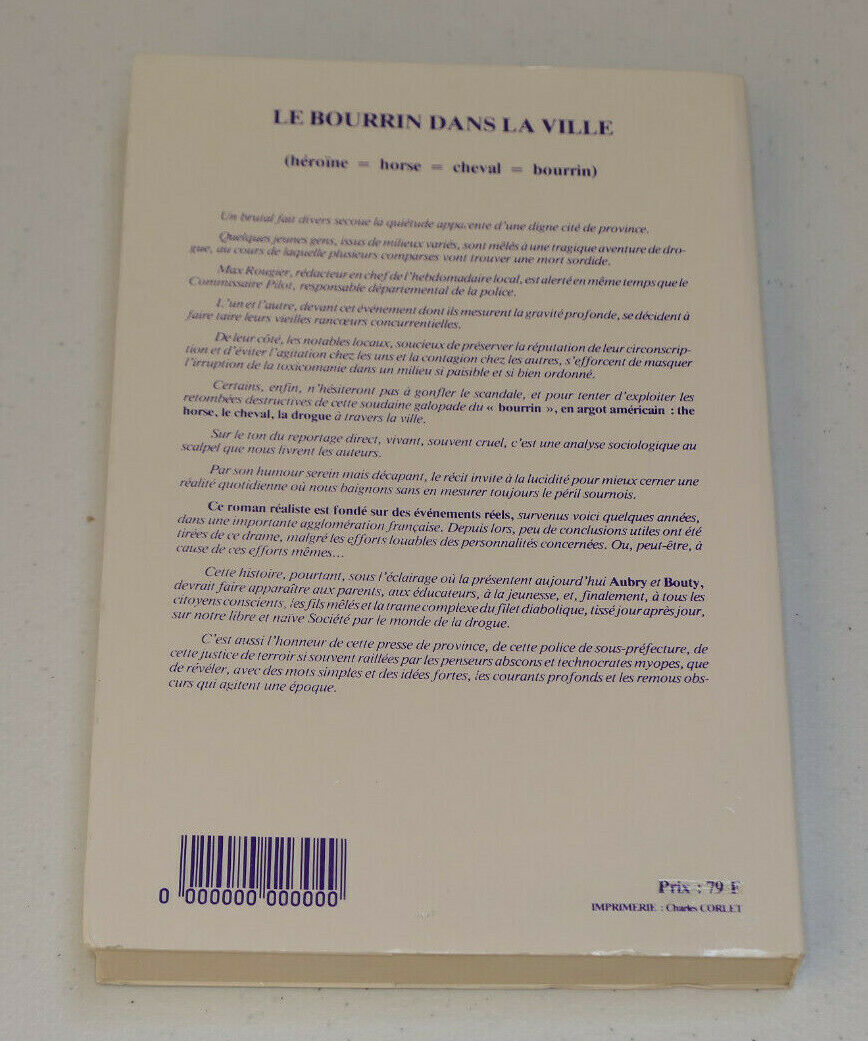 LE BOURRIN DANS LA VILLE
(héroïne = horse = cheval = bourrin)
Un brutal fait divers secoue la quiétude apparente d'une digne cité de province.
Quelques jeunes gens, issus de milieux variés, sont mêlés à une tragique aventure de dro-
gue, au cours de laquelle plusieurs comparses vont trouver une mort sordide.
Max Rougier, rédacteur en chef de l'hebdomadaire local, est alerté en même temps que le
Commissaire Pilot, responsable départemental de la police.
L'un et l'autre, devant cet événement dont ils mesurent la gravité profonde, se décident à
faire taire leurs vieilles rancœurs concurrentielles.
De leur côté, les notables locaux, soucieux de préserver la réputation de leur circonscrip-
tion et d'éviter l'agitation chez les uns et la contagion chez les autres, s'efforcent de masquer
l'irruption de la toxicomanie dans un milieu si paisible et si bien ordonné.
Certains, enfin, n'hésiteront pas à gonfler le scandale, et pour tenter d'exploiter les
retombées destructives de cette soudaine galopade du « bourrin », en argot américain : the
horse, le cheval, la drogue à travers la ville.
Sur le ton du reportage direct, vivant, souvent cruel, c'est une analyse sociologique au
scalpel que nous livrent les auteurs.
Par son humour serein mais décapant, le récit invite à la lucidité pour mieux cerner une
réalité quotidienne où nous baignons sans en mesurer toujours le péril sournois.
Ce roman réaliste est fondé sur des événements réels, survenus voici quelques années,
dans une importante agglomération française. Depuis lors, peu de conclusions utiles ont été
tirées de ce drame, malgré les efforts louables des personnalités concernées. Ou, peut-être, à
cause de ces efforts mêmes...
Cette histoire, pourtant, sous l'éclairage où la présentent aujourd'hui Aubry et Bouty,
devrait faire apparaître aux parents, aux éducateurs, à la jeunesse, et, finalement, à tous les
citoyens conscients, les fils mêlés et la trame complexe du filet diabolique, tissé jour après jour,
sur notre libre et naïve Société par le monde de la drogue.
C'est aussi l'honneur de cette presse de province, de cette police de sous-préfecture, de
cette justice de terroir si souvent raillées par les penseurs abscons et technocrates myopes, que
de révéler, avec des mots simples et des idées fortes, les courants profonds et les remous obs-
curs qui agitent une époque.
0 000000 000000
Prix : 79 F
IMPRIMERIE : Charles CORLET